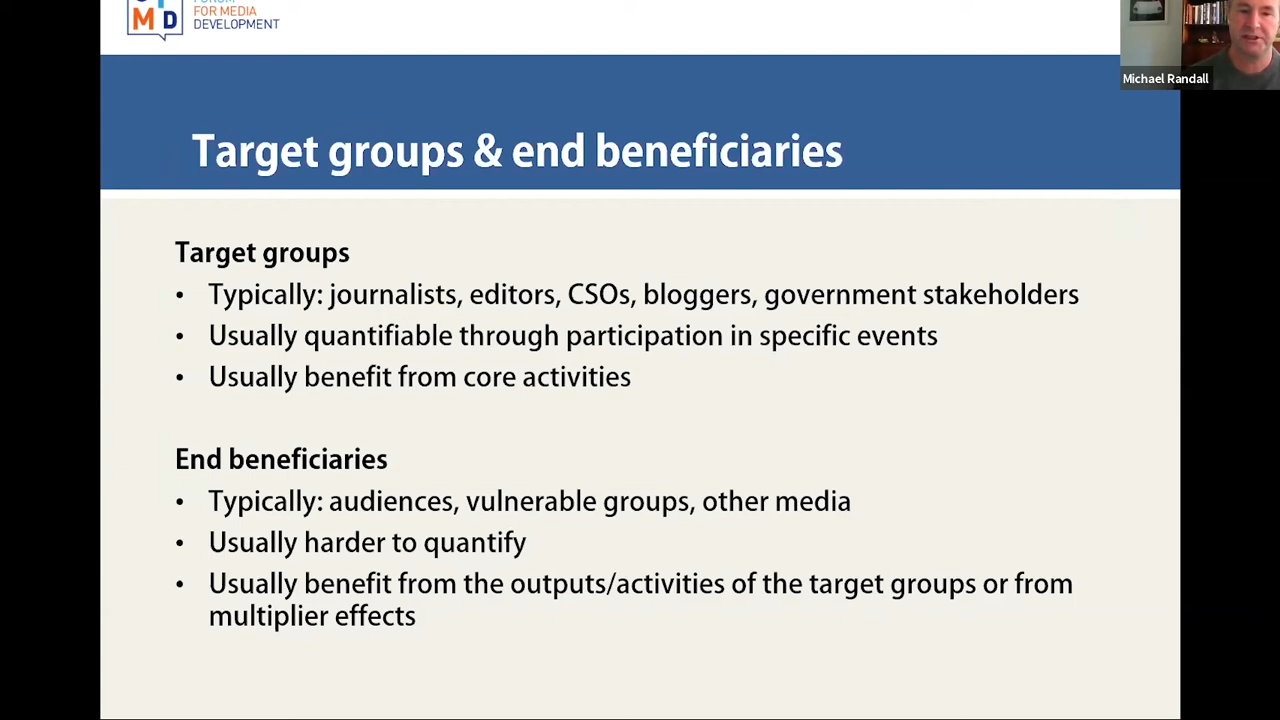 FOR MEDIA
DEVELOPMENT
M D
Michael Randall
Target groups & end beneficiaries
Target groups
• Typically: journalists, editors, CSOs, bloggers, government stakeholders
• Usually quantifiable through participation in specific events
• Usually benefit from core activities
End beneficiaries
• Typically: audiences, vulnerable groups, other media
• Usually harder to quantify
• Usually benefit from the outputs/activities of the target groups or from
multiplier effects